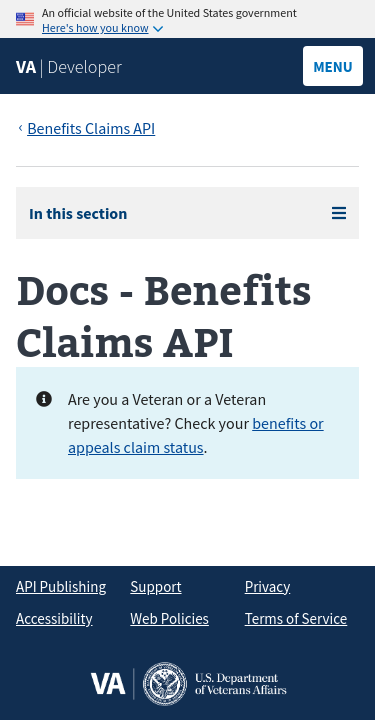 An official website of the United States government
Here's how you know
VA | Developer
MENU
‹ Benefits Claims API
In this section
Docs - Benefits
Claims API
Are you a Veteran or a Veteran
representative? Check your benefits or
appeals claim status.
API Publishing Support Privacy
Accessibility Web Policies Terms of Service
VA U.S. Department
of Veterans Affairs